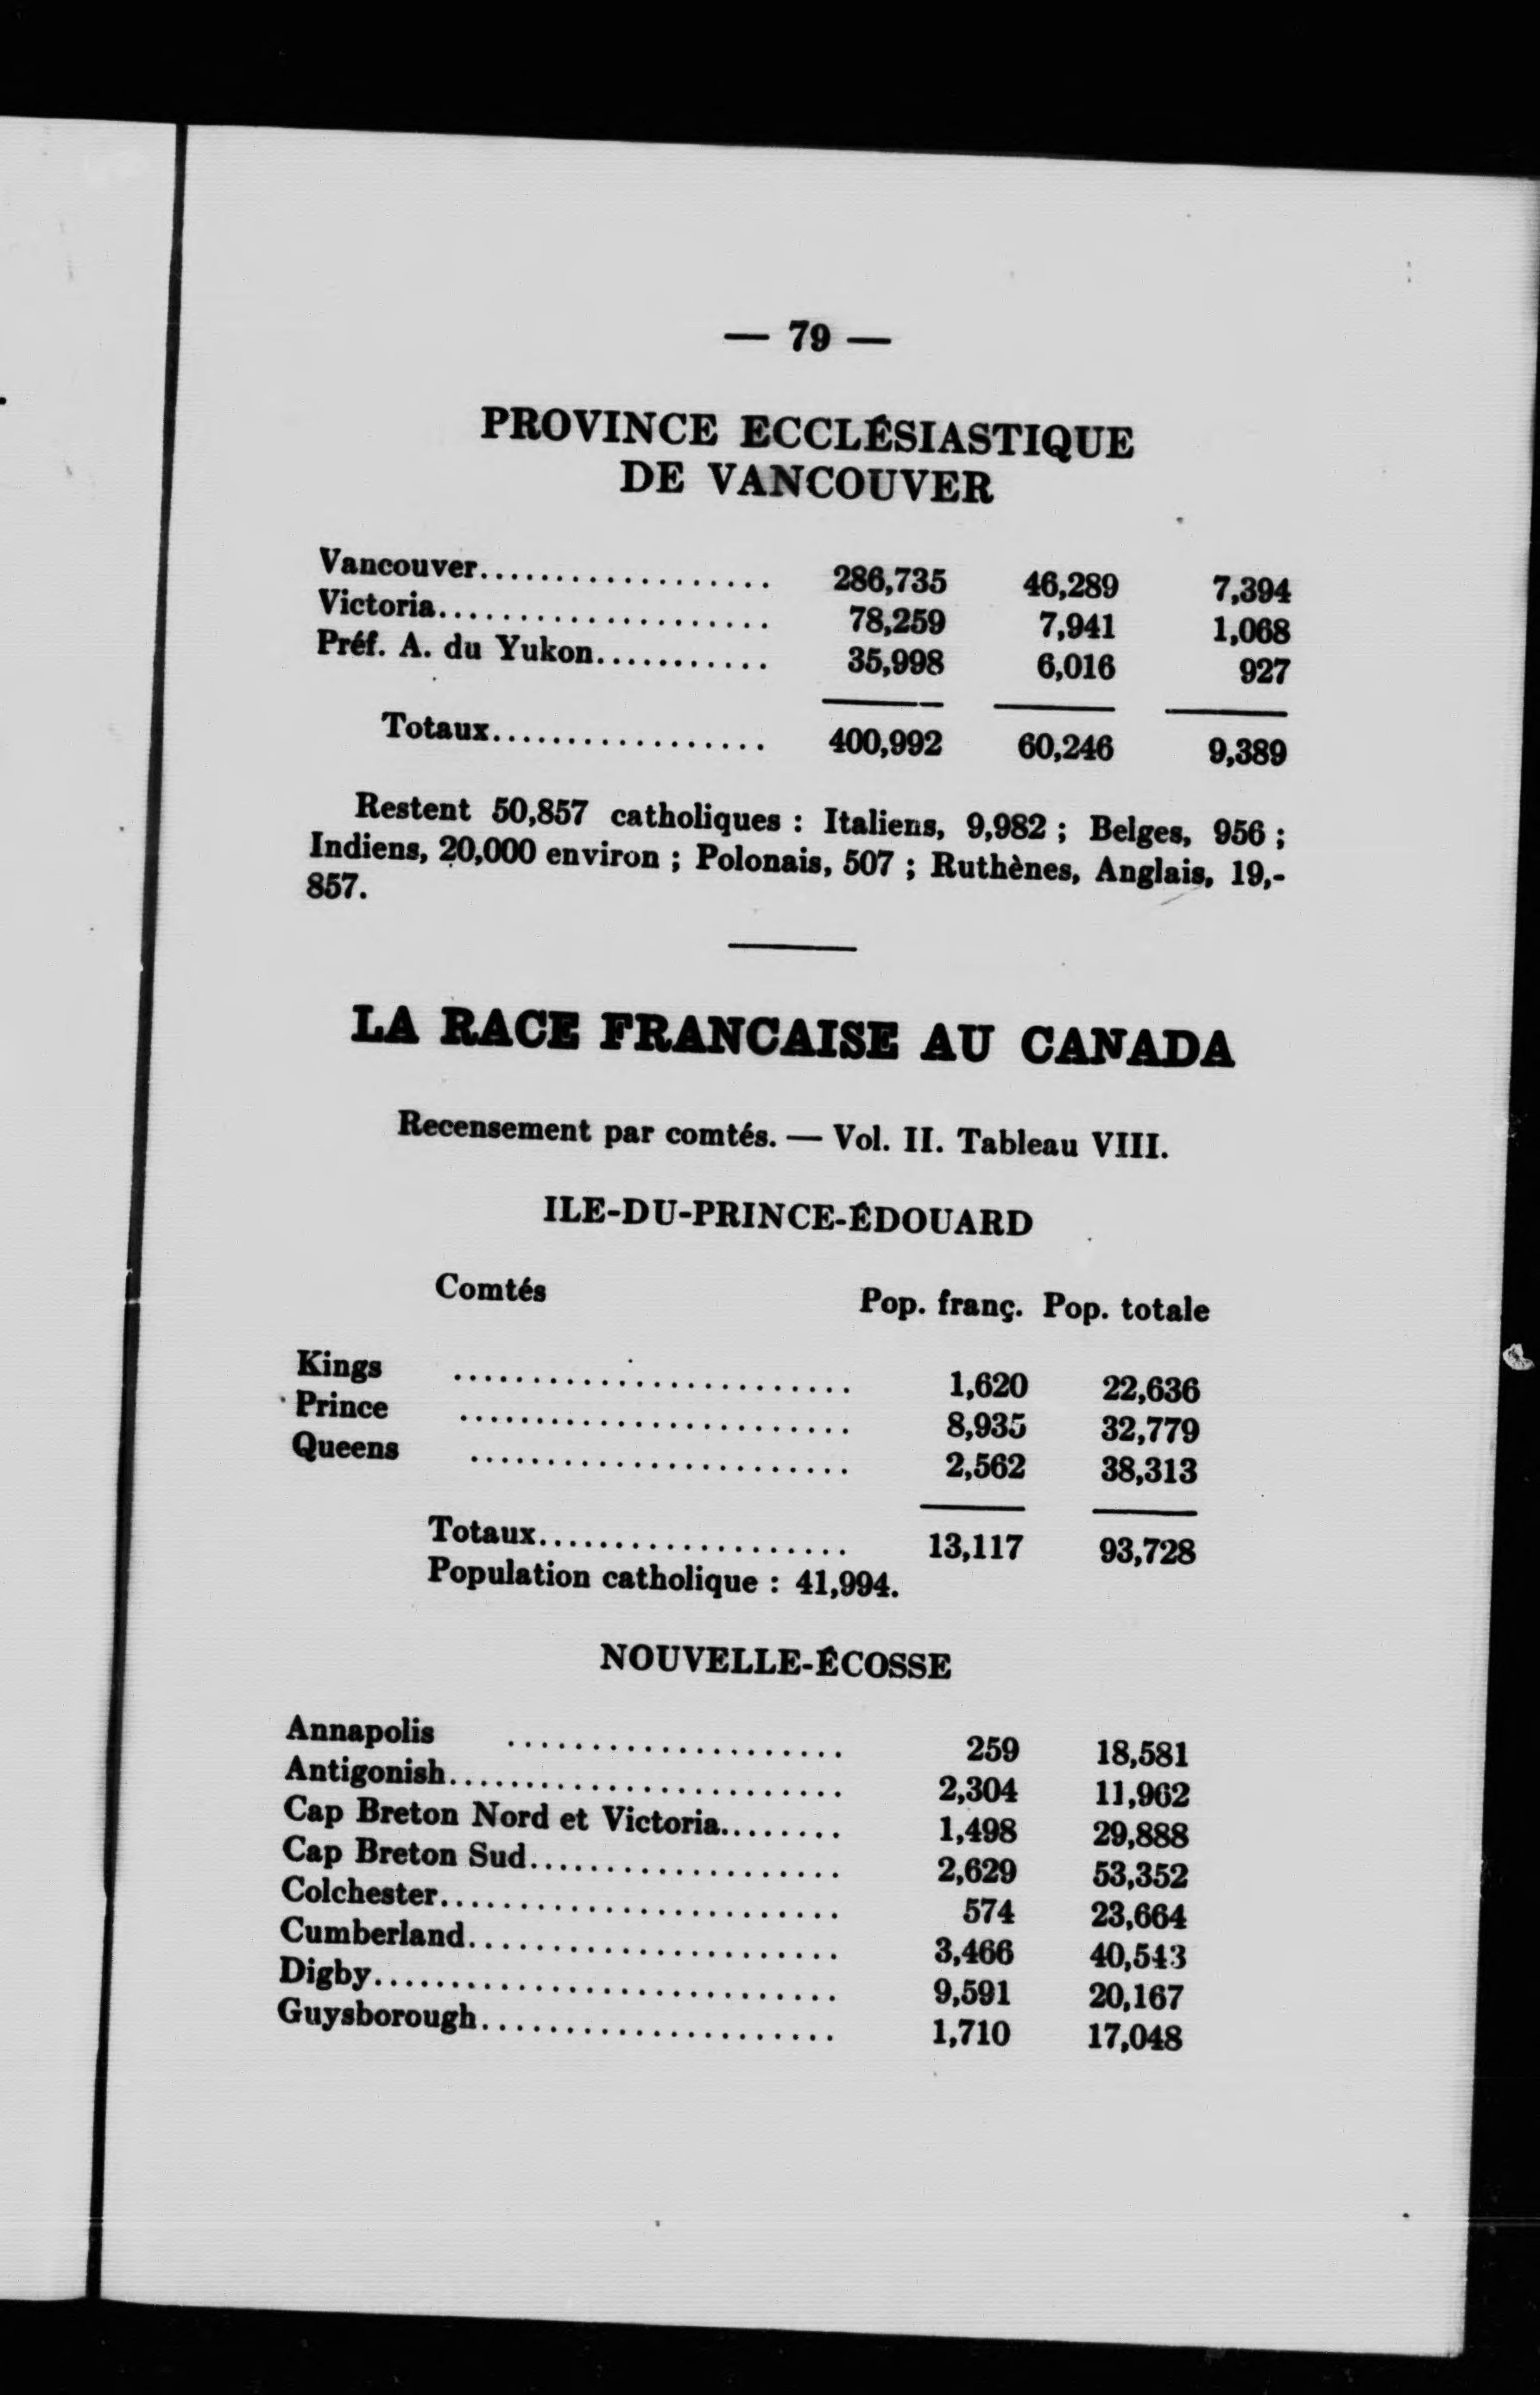 — 79 —
PROVINCE ECCLÉSIASTIQUE
DE VANCOUVER
Vancouver................... 286,735 46,289 7,394
Victoria...................... 78,259 7,941 1,068
Préf. A. du Yukon............ 35,998 6,016 927
Totaux.................. 400,992 60,246 9,389
Restent 50,857 catholiques : Italiens, 9,982 ; Belges, 956 ;
Indiens, 20,000 environ ; Polonais, 507 ; Ruthènes, Anglais, 19,-
857.
LA RACE FRANCAISE AU CANADA
Recensement par comtés. — Vol. II. Tableau VIII.
ILE-DU-PRINCE-ÉDOUARD
Comtés Pop. franç. Pop. totale
Kings .......................... 1,620 22,636
Prince .......................... 8,935 32,779
Queens ......................... 2,562 38,313
Totaux.................... 13,117 93,728
Population catholique : 41,994.
NOUVELLE-ÉCOSSE
Annapolis ..................... 259 18,581
Antigonish......................... 2,304 11,962
Cap Breton Nord et Victoria........ 1,498 29,888
Cap Breton Sud.................... 2,629 53,352
Colchester.......................... 574 23,664
Cumberland....................... 3,466 40,543
Digby.............................. 9,591 20,167
Guysborough...................... 1,710 17,048